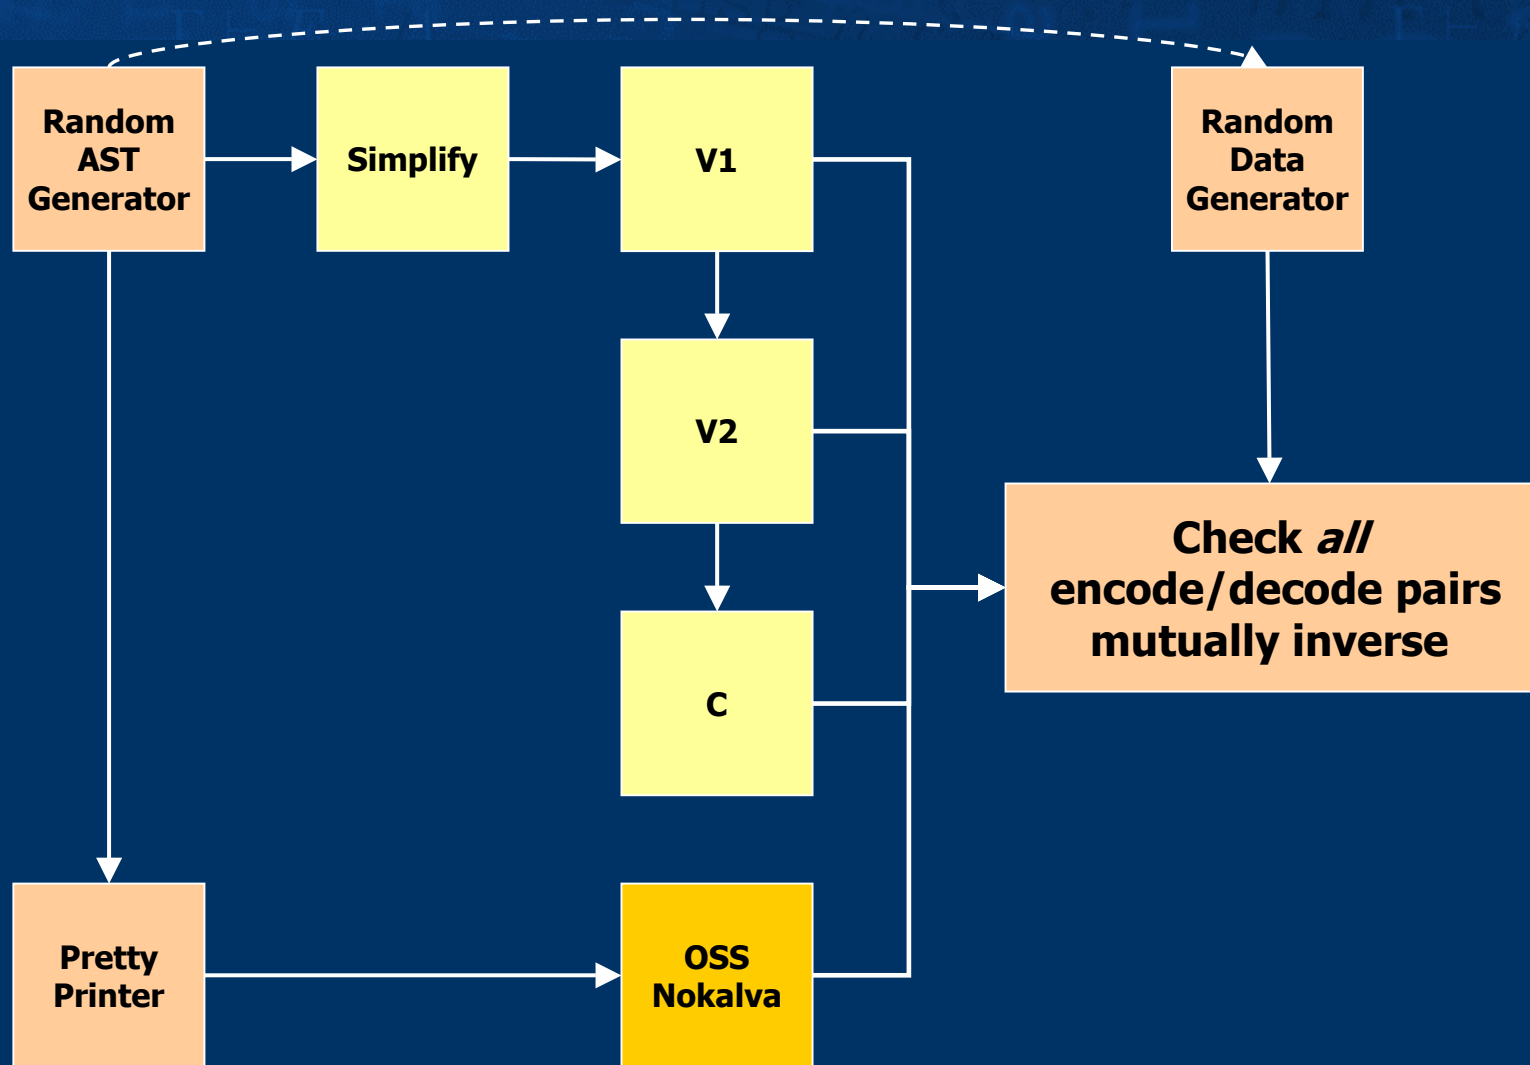 Random
AST
Generator
Simplify
V1
Random
Data
Generator
V2
Check all
encode/decode pairs
mutually inverse
C
Pretty
Printer
OSS
Nokalva